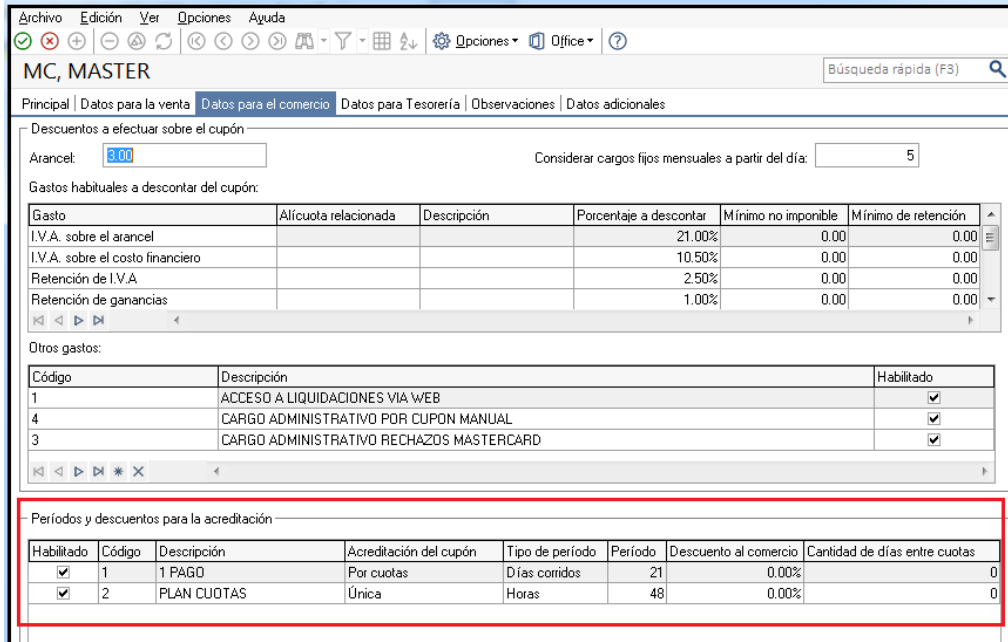 Archivo Edición Ver Opciones Ayuda
Opciones Office
MC, MASTER Búsqueda rápida (F3)
Principal Datos para la venta Datos para el comercio Datos para Tesorería Observaciones Datos adicionales
Descuentos a efectuar sobre el cupón
Arancel: 3.00 Considerar cargos fijos mensuales a partir del día: 5
Gastos habituales a descontar del cupón:
Gasto Alícuota relacionada Descripción Porcentaje a descontar Mínimo no imponible Mínimo de retención
I.V.A. sobre el arancel 21.00% 0.00 0.00
I.V.A. sobre el costo financiero 10.50% 0.00 0.00
Retención de I.V.A 2.50% 0.00 0.00
Retención de ganancias 1.00% 0.00 0.00
Otros gastos:
Código Descripción Habilitado
1 ACCESO A LIQUIDACIONES VIA WEB
4 CARGO ADMINISTRATIVO POR CUPON MANUAL
3 CARGO ADMINISTRATIVO RECHAZOS MASTERCARD
Períodos y descuentos para la acreditación
Habilitado Código Descripción Acreditación del cupón Tipo de período Período Descuento al comercio Cantidad de días entre cuotas
1 1 PAGO Por cuotas Días corridos 21 0.00% 0
2 PLAN CUOTAS Única Horas 48 0.00% 0